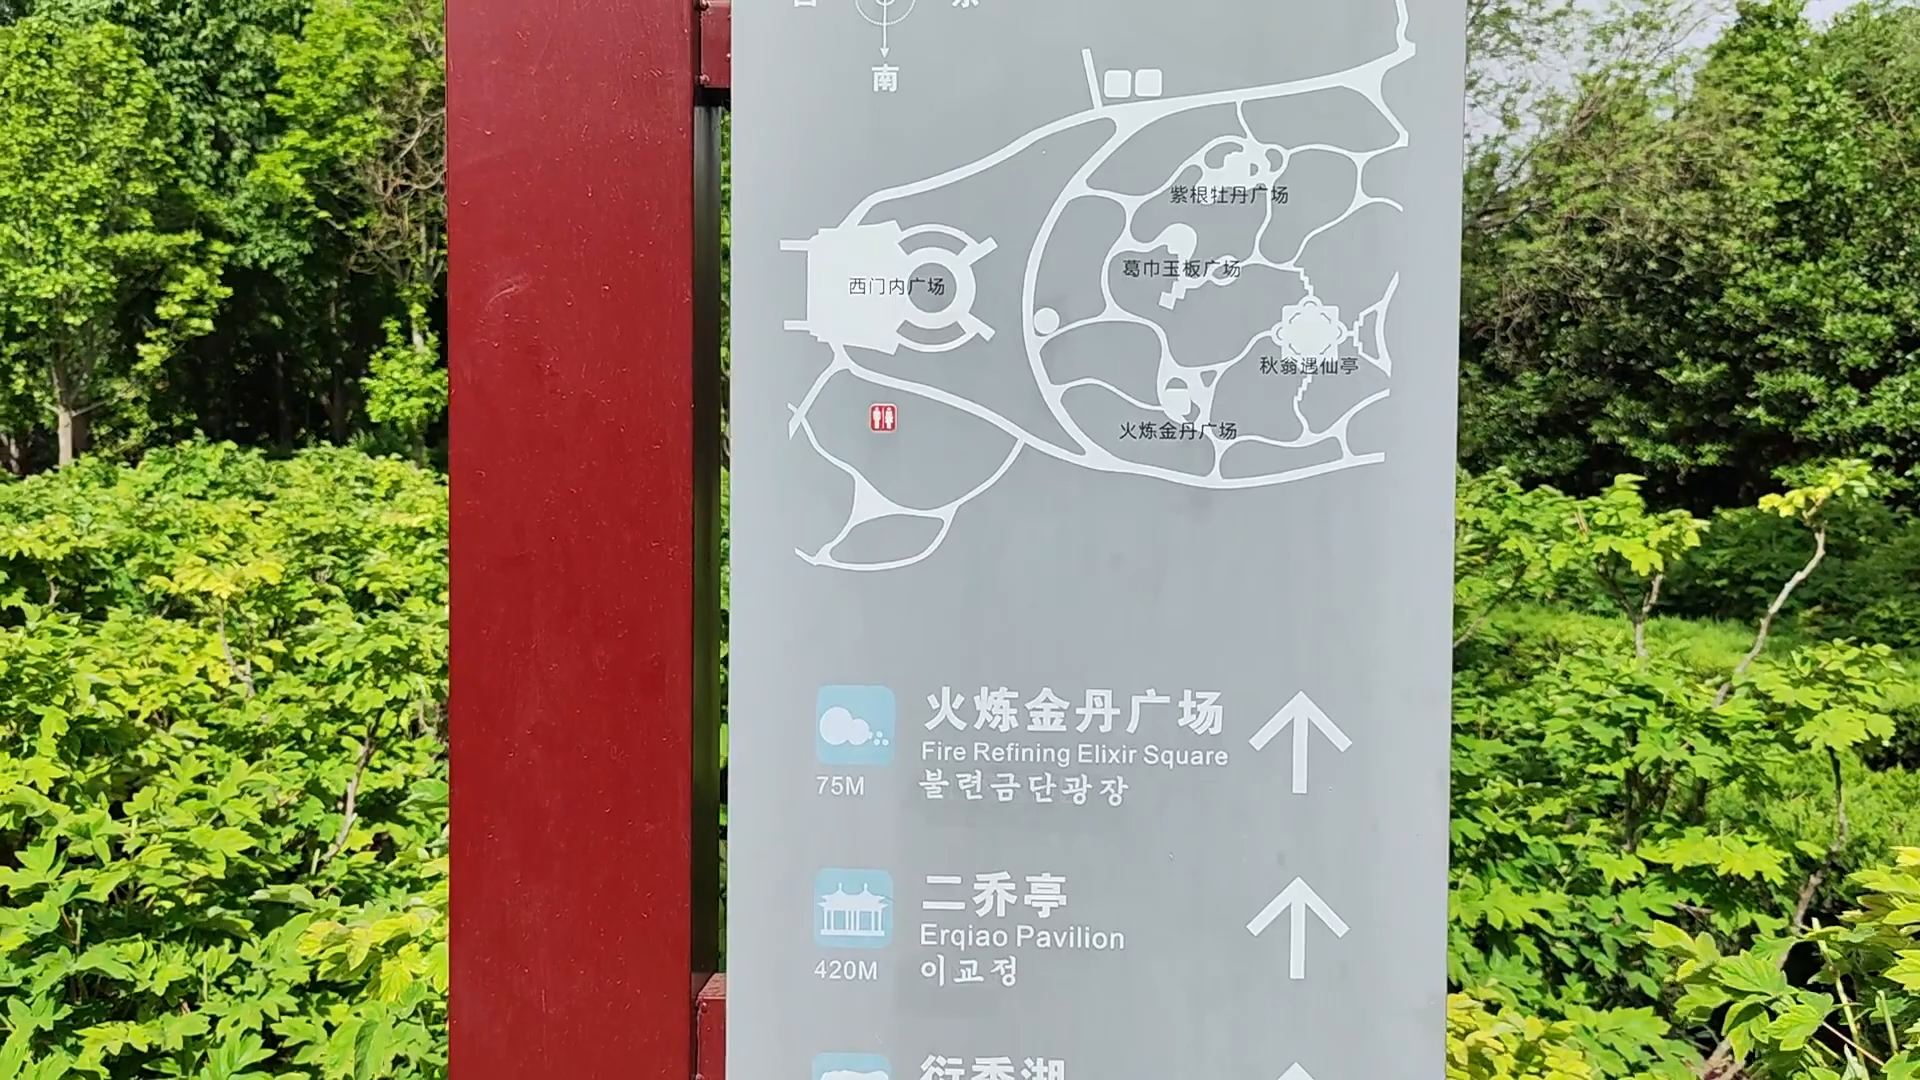 南
紫根牡丹广场
葛巾玉板广场
西门内广场
秋翁遇仙亭
火炼金丹广场
火炼金丹广场
Fire Refining Elixir Square
75M
불련금단광장
二乔亭
Erqiao Pavilion
420M
이교정